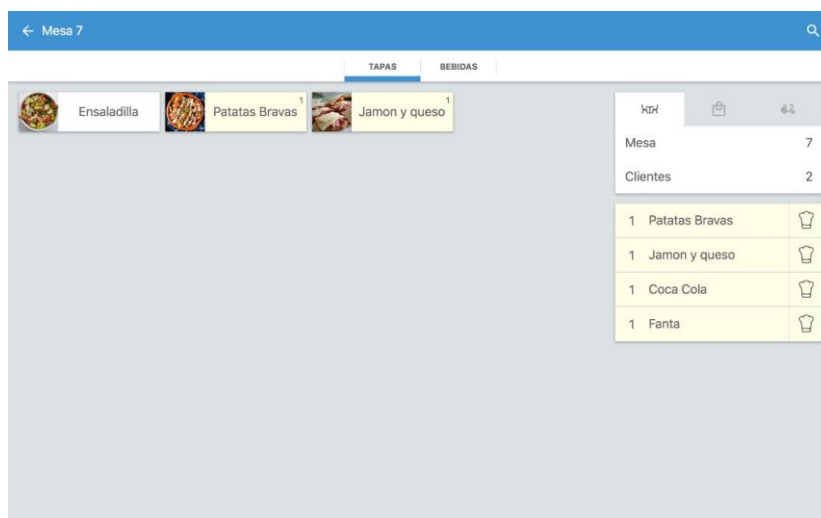 Mesa 7
TAPAS BEBIDAS
Ensaladilla
Patatas Bravas 1
Jamon y queso 1
Mesa 7
Clientes 2
1 Patatas Bravas
1 Jamon y queso
1 Coca Cola
1 Fanta